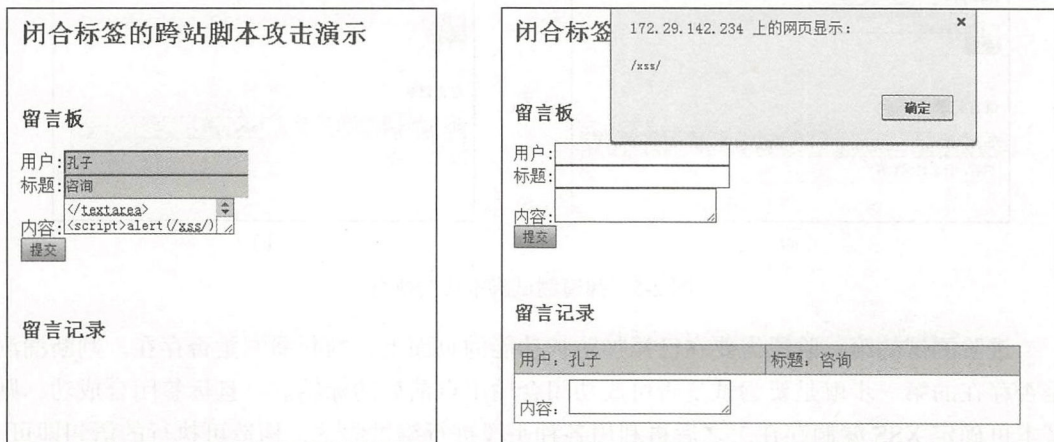 闭合标签的跨站脚本攻击演示
留言板
用户:孔子
标题:咨询
内容:</textarea>
<script>alert(/xss/)
提交
留言记录
闭合标签
172.29.142.234 上的网页显示:
×
/xss/
确定
留言板
用户:
标题:
内容:
提交
留言记录
用户:孔子 标题:咨询
内容: